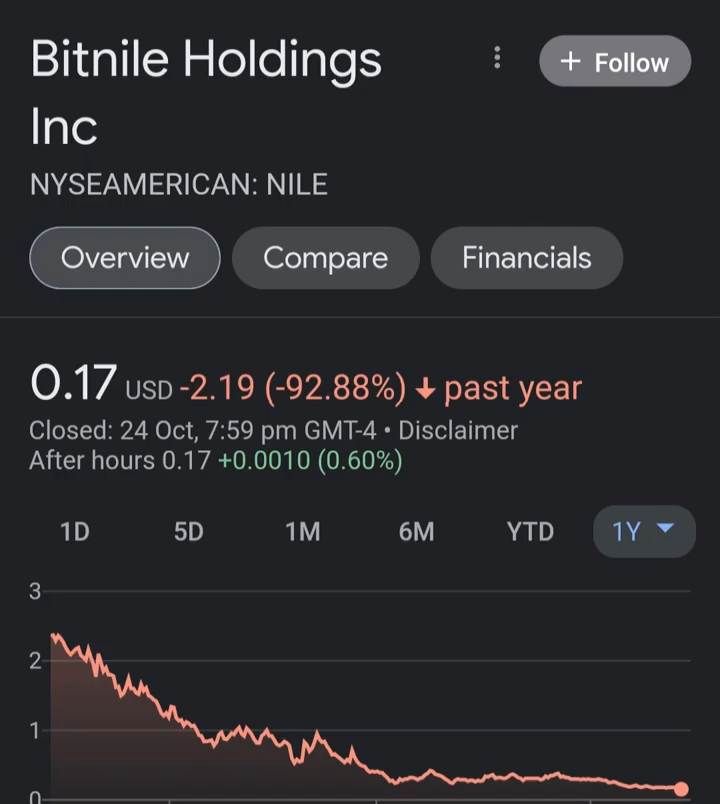 Bitnile Holdings
Inc
+ Follow
NYSEAMERICAN: NILE
Overview
Compare
Financials
0.17 USD -2.19 (-92.88%) ↓ past year
Closed: 24 Oct, 7:59 pm GMT-4 • Disclaimer
After hours 0.17 +0.0010 (0.60%)
1D 5D 1M 6M YTD 1Y
3
2
1
0